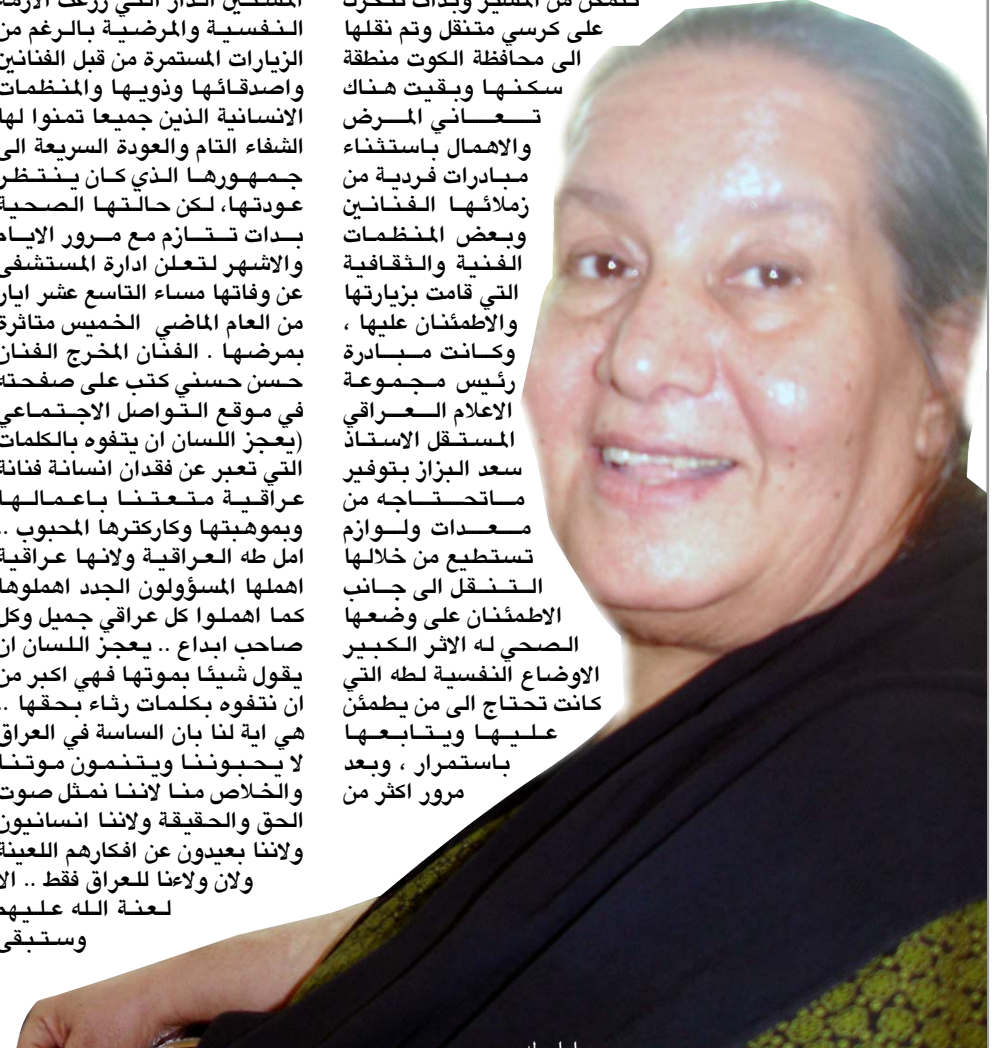 على كرسي متنقل وتم نقلها
الى محافظة الكوت منطقة
سكنها وبقيت هناك
تعاني المرض
والاهمال باستثناء
مبادرات فردية من
زملائها الفنانين
وبعض المنظمات
الفنية والثقافية
التي قامت بزيارتها
والاطمئنان عليها ،
وكانت مبادرة
رئيس مجموعة
الاعلام العراقي
المستقل الاستاذ
سعد البزاز بتوفير
ماتحتاجه من
معدات ولوازم
تستطيع من خلالها
التنقل الى جانب
الاطمئنان على وضعها
الصحي له الاثر الكبير
الاوضاع النفسية لطه التي
كانت تحتاج الى من يطمئن
عليها ويتابعها
باستمرار ، وبعد
مرور اكثر من
النفسية والمرضية بالرغم من
الزيارات المستمرة من قبل الفنانين
واصدقائها وذويها والمنظمات
الانسانية الذين جميعا تمنوا لها
الشفاء التام والعودة السريعة الى
جمهورها الذي كان ينتظر
عودتها، لكن حالتها الصحية
بدات تتازم مع مرور الايام
والاشهر لتعلن ادارة المستشفى
عن وفاتها مساء التاسع عشر ايار
من العام الماضي الخميس متاثرة
بمرضها . الفنان المخرج الفنان
حسن حسني كتب على صفحته
في موقع التواصل الاجتماعي
(يعجز اللسان ان يتفوه بالكلمات
التي تعبر عن فقدان انسانة فنانة
عراقية متعتنا باعمالها
وبموهبتها وكاركترها المحبوب ..
امل طه العراقية ولانها عراقية
اهملها المسؤولون الجدد اهملوها
كما اهملوا كل عراقي جميل وكل
صاحب ابداع .. يعجز اللسان ان
يقول شيئا بموتها فهي اكبر من
ان نتفوه بكلمات رثاء بحقها ..
هي اية لنا بان الساسة في العراق
لا يحبوننا ويتنمون موتنا
والخلاص منا لاننا نمثل صوت
الحق والحقيقة ولاننا انسانيون
ولاننا بعيدون عن افكارهم اللعينة
ولان ولاءنا للعراق فقط .. الا
لعنة الله عليهم
وستبقى